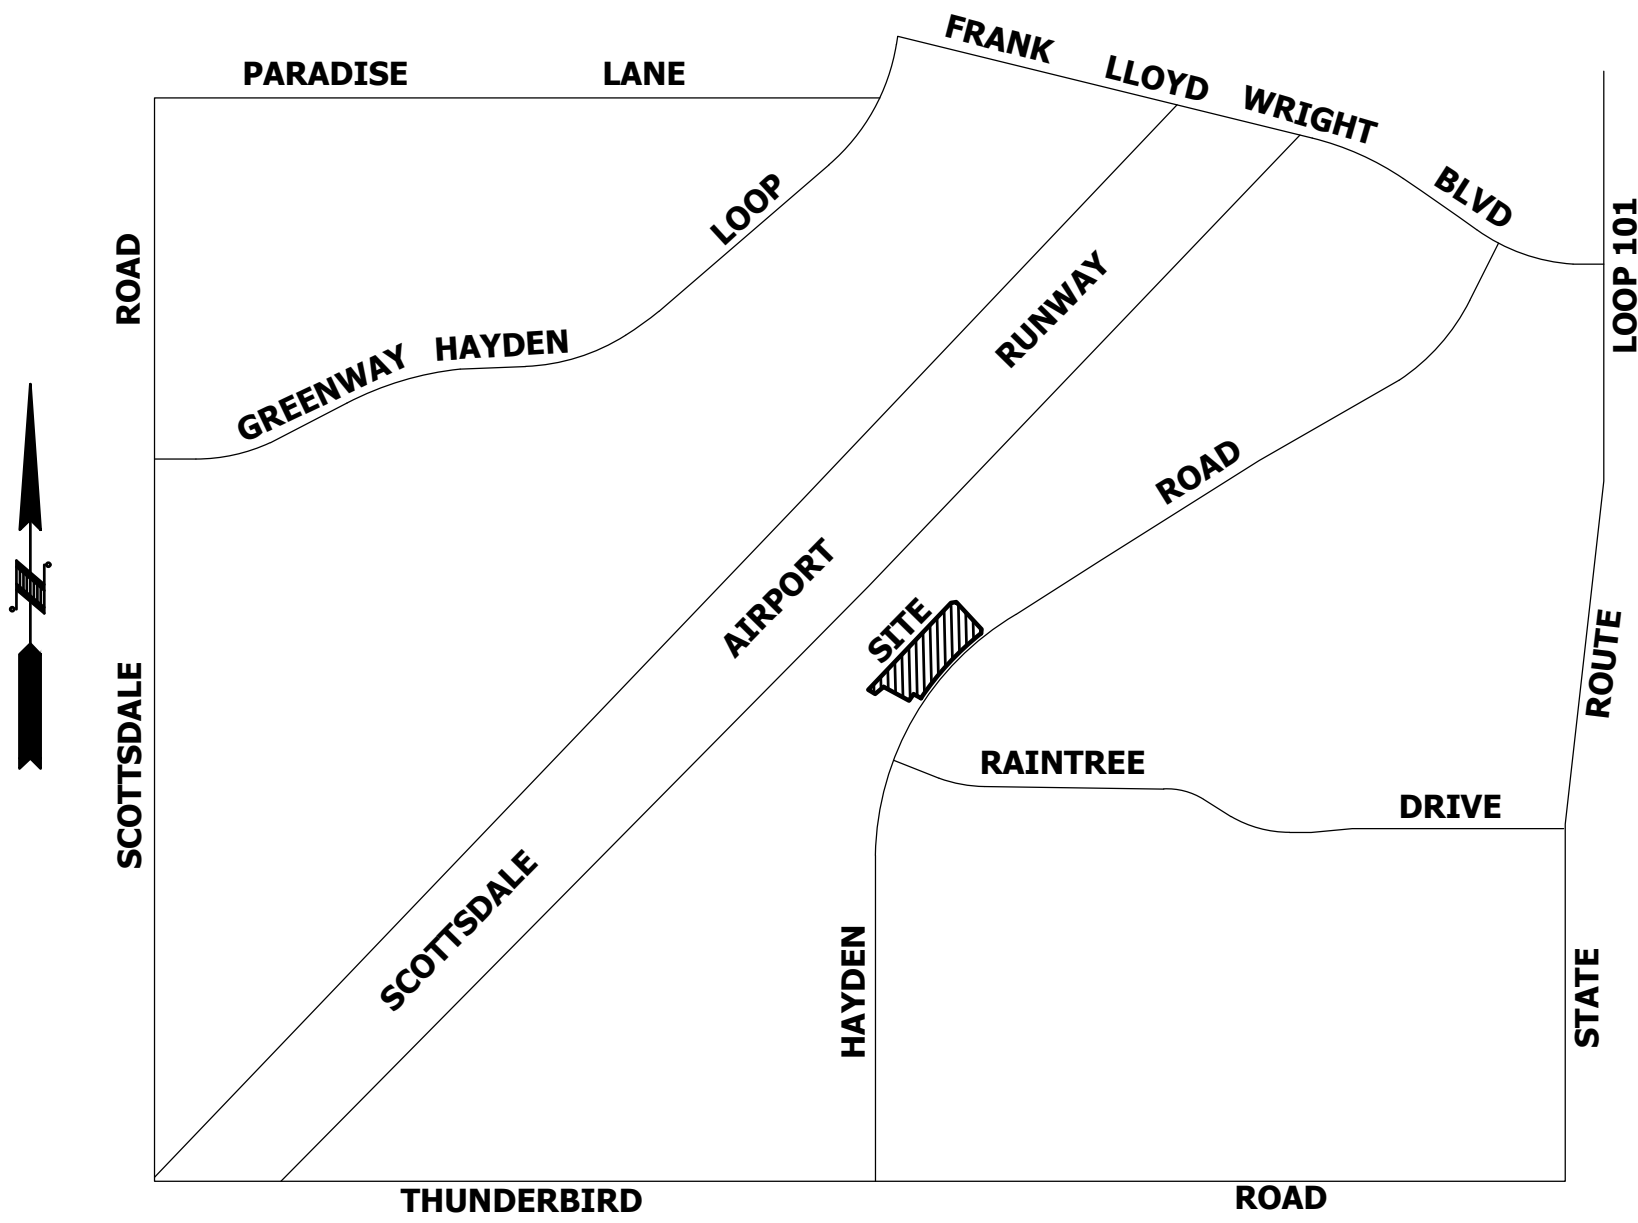 FRANK LLOYD WRIGHT BLVD
PARADISE LANE
LOOP 101
ROUTE
STATE
GREENWAY HAYDEN LOOP
SCOTTSDALE ROAD
SCOTTSDALE AIRPORT RUNWAY
HAYDEN ROAD
SITE
RAINTREE DRIVE
THUNDERBIRD ROAD
N